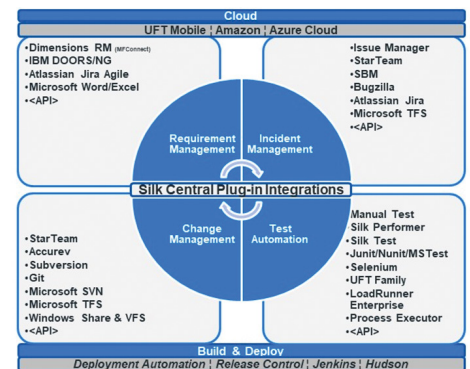 Cloud
UFT Mobile ¦ Amazon ¦ Azure Cloud
•Dimensions RM (MFConnect)
•IBM DOORS/NG
•Atlassian Jira Agile
•Microsoft Word/Excel
•<API>
•Issue Manager
•StarTeam
•SBM
•Bugzilla
•Atlassian Jira
•Microsoft TFS
•<API>
Requirement
Management
Incident
Management
Silk Central Plug-in Integrations
Change
Management
Test
Automation
•StarTeam
•Accurev
•Subversion
•Git
•Microsoft SVN
•Microsoft TFS
•Windows Share & VFS
•<API>
Manual Test
•Silk Performer
•Silk Test
•Junit/Nunit/MSTest
•Selenium
•UFT Family
•LoadRunner
Enterprise
•Process Executor
•<API>
Build & Deploy
Deployment Automation ¦ Release Control ¦ Jenkins ¦ Hudson